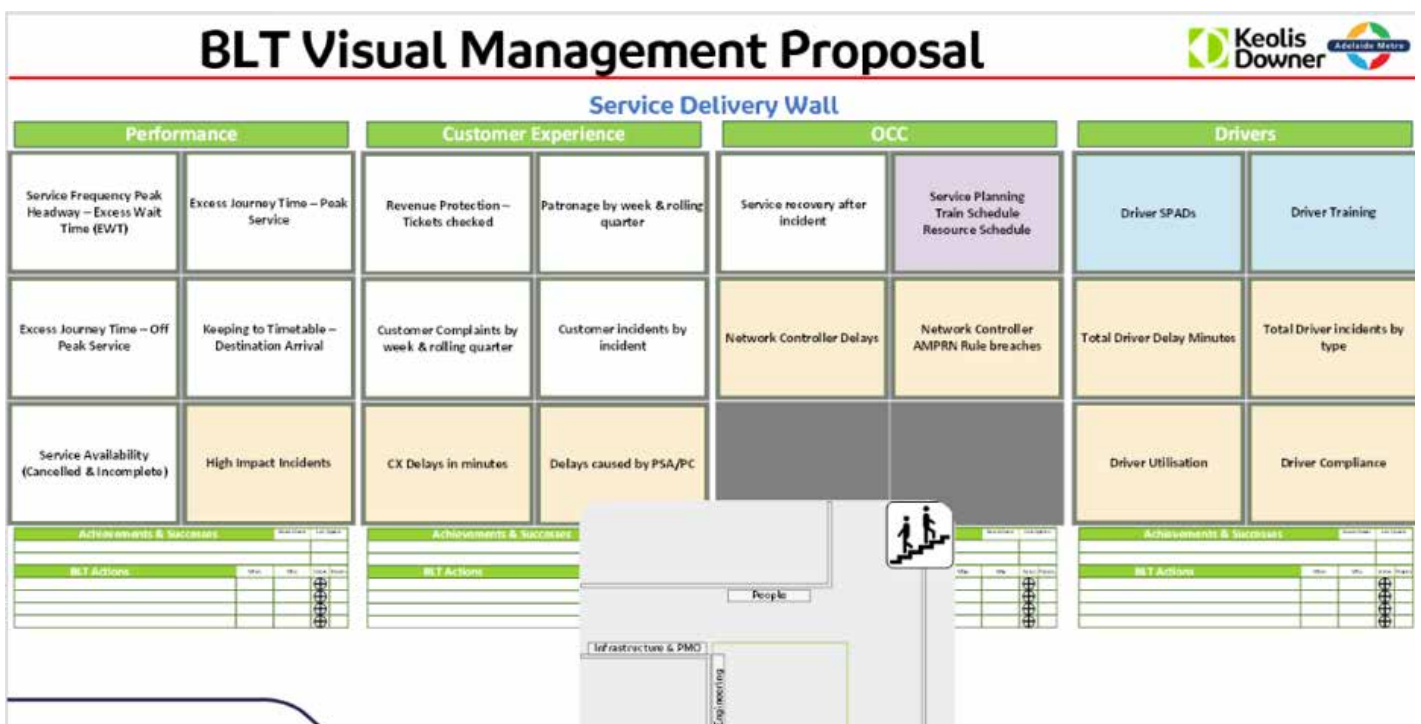 BLT Visual Management Proposal
Keolis
Downer
Adelaide Metro
Service Delivery Wall
Performance
Customer Experience
OCC
Drivers
Service Frequency Peak
Headway – Excess Wait
Time (EWT)
Excess Journey Time – Peak
Service
Revenue Protection –
Tickets checked
Patronage by week & rolling
quarter
Service recovery after
incident
Service Planning
Train Schedule
Resource Schedule
Driver SPADs
Driver Training
Excess Journey Time – Off
Peak Service
Keeping to Timetable –
Destination Arrival
Customer Complaints by
week & rolling quarter
Customer incidents by
incident
Network Controller Delays
Network Controller
AMPRN Rule breaches
Total Driver Delay Minutes
Total Driver incidents by
type
Service Availability
(Cancelled & Incomplete)
High Impact Incidents
CX Delays in minutes
Delays caused by PSA/PC
Driver Utilisation
Driver Compliance
Achievements & Successes
Achievements & Success
Achievements & Successes
BLT Actions
BLT Actions
BLT Actions
People
Infrastructure & PMO
Engineering